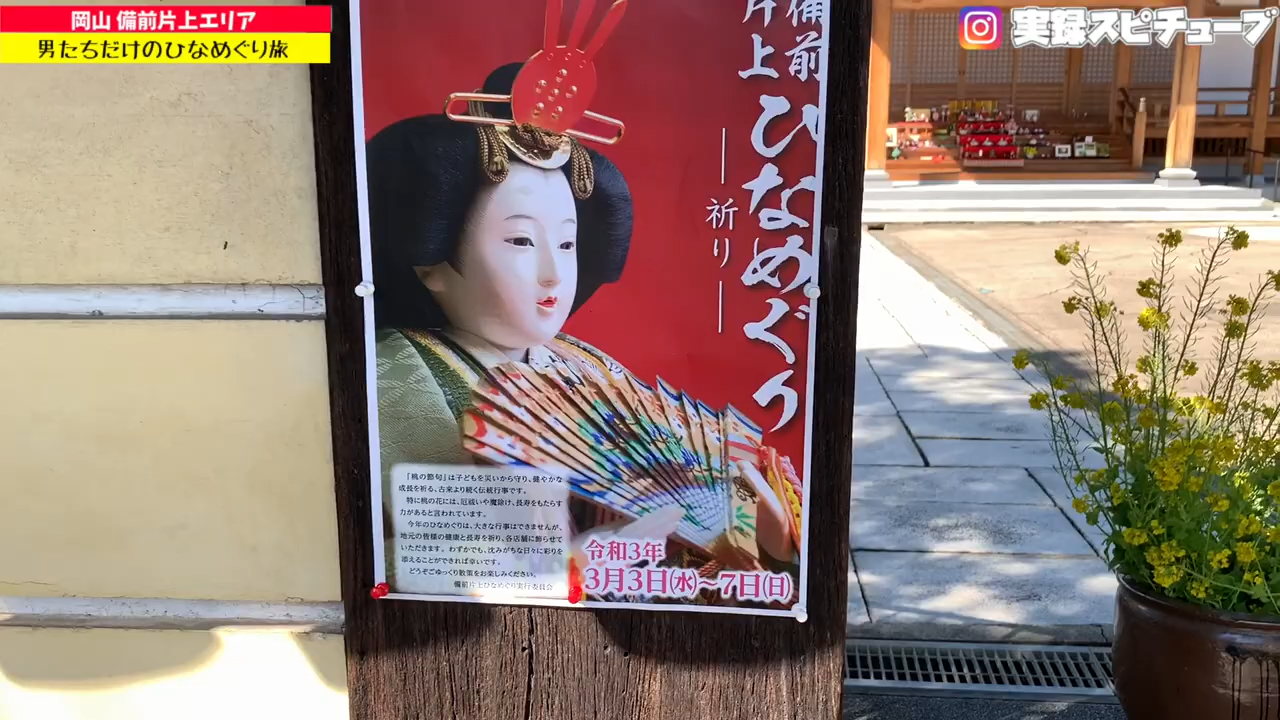 岡山 備前片上エリア
男たちだけのひなめぐり旅
実録スピチューブ
備前
片上
ひなめぐり
祈り
「桃の節句」は子どもを災いから守り、健やかな
成長を祈る、古来より続く伝統行事です。
特に桃の花には、厄祓いや魔除け、長寿をもたらす
力があると言われています。
今年のひなめぐりは、大きな行事はできませんが、
地元の皆様の健康と長寿を祈り、各店舗に飾らせて
いただきます。わずかでも、沈みがちな日々に彩りを
添えることができれば幸いです。
どうぞごゆっくり散策をお楽しみください。
備前片上ひなめぐり実行委員会
令和3年
3月3日(水)~7日(日)